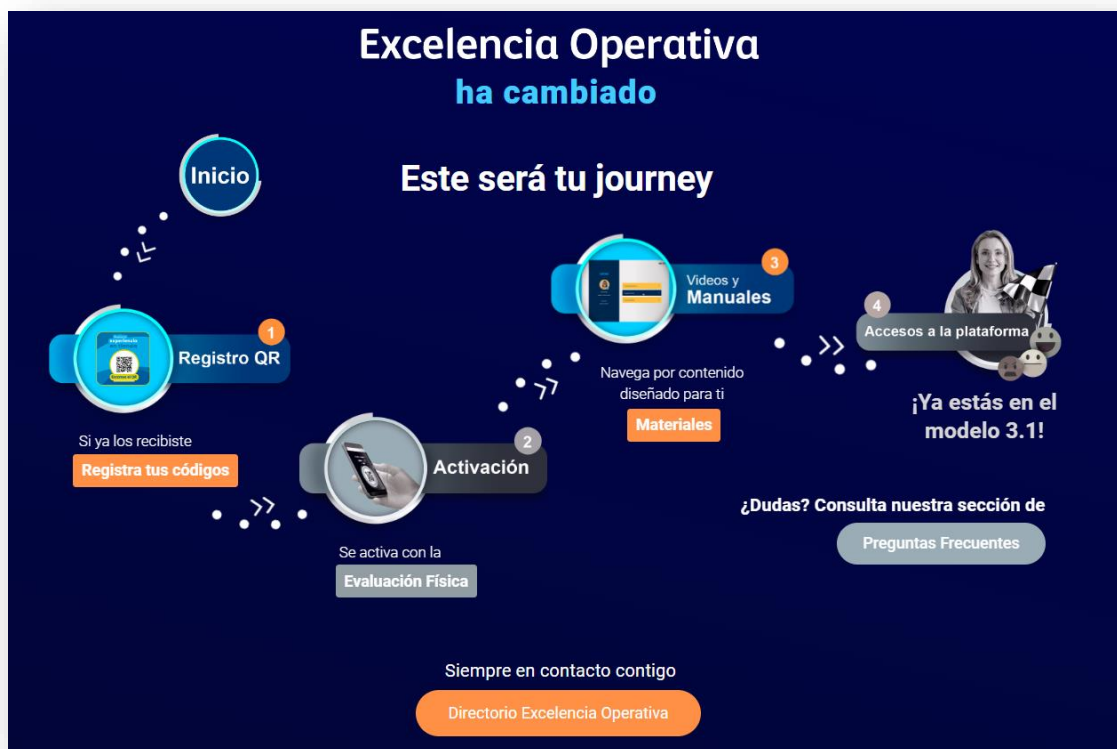 Excelencia Operativa
ha cambiado
Inicio
Este será tu journey
1
Registro QR
Si ya los recibiste
Registra tus códigos
2
Activación
Se activa con la
Evaluación Física
3
Videos y
Manuales
Navega por contenido
diseñado para ti
Materiales
4
Accesos a la plataforma
¡Ya estás en el
modelo 3.1!
¿Dudas? Consulta nuestra sección de
Preguntas Frecuentes
Siempre en contacto contigo
Directorio Excelencia Operativa